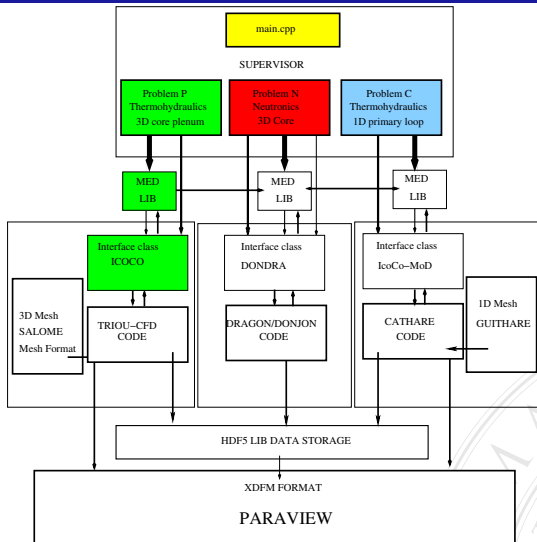 main.cpp
SUPERVISOR
Problem P
Thermohydraulics
3D core plenum
Problem N
Neutronics
3D Core
Problem C
Thermohydraulics
1D primary loop
MED
LIB
MED
LIB
MED
LIB
Interface class
ICOCO
Interface class
DONDRA
Interface class
IcoCo−MoD
3D Mesh
SALOME
Mesh Format
TRIOU−CFD
CODE
DRAGON/DONJON
CODE
CATHARE
CODE
1D Mesh
GUITHARE
HDF5 LIB DATA STORAGE
XDFM FORMAT
PARAVIEW